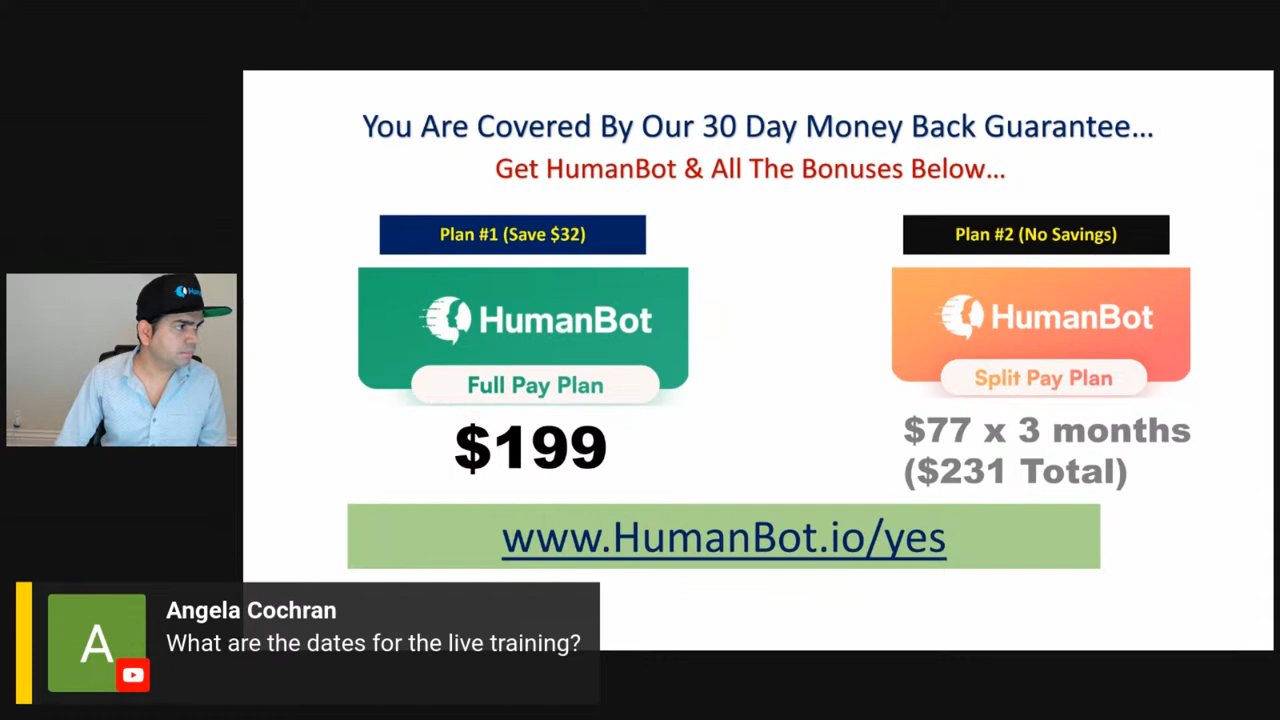 You Are Covered By Our 30 Day Money Back Guarantee...
Get HumanBot & All The Bonuses Below...
Plan #1 (Save $32)
HumanBot
Full Pay Plan
$199
Plan #2 (No Savings)
HumanBot
Split Pay Plan
$77 x 3 months
($231 Total)
www.HumanBot.io/yes
A
Angela Cochran
What are the dates for the live training?